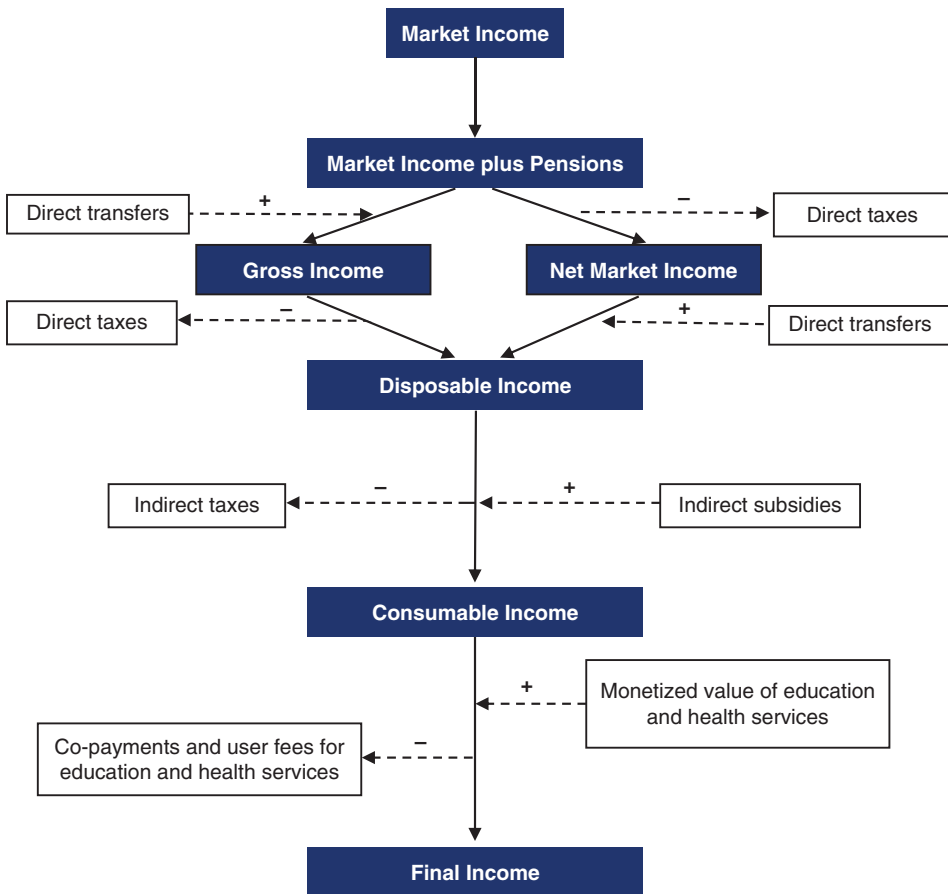 Market Income
Market Income plus Pensions
Direct transfers
+
−
Direct taxes
Gross Income
Net Market Income
Direct taxes
−
+
Direct transfers
Disposable Income
Indirect taxes
−
+
Indirect subsidies
Consumable Income
+
Monetized value of education
and health services
Co-payments and user fees for
education and health services
−
Final Income